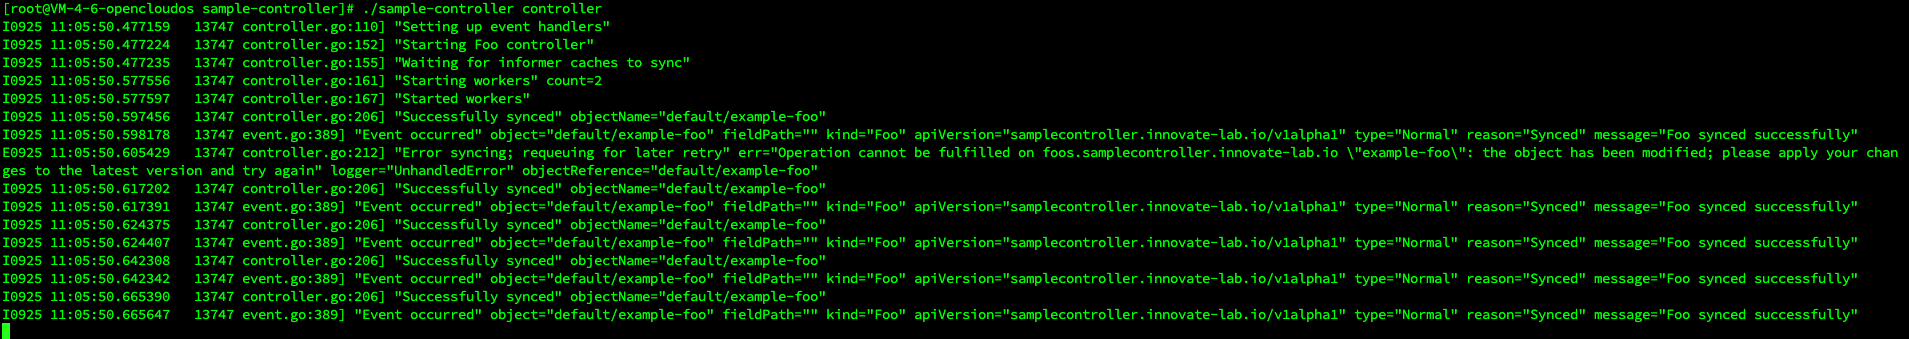 [root@VM-4-6-opencloudos sample-controller]# ./sample-controller controller
I0925 11:05:50.477159   13747 controller.go:110] "Setting up event handlers"
I0925 11:05:50.477224   13747 controller.go:152] "Starting Foo controller"
I0925 11:05:50.477235   13747 controller.go:155] "Waiting for informer caches to sync"
I0925 11:05:50.577556   13747 controller.go:161] "Starting workers" count=2
I0925 11:05:50.577597   13747 controller.go:167] "Started workers"
I0925 11:05:50.597456   13747 controller.go:206] "Successfully synced" objectName="default/example-foo"
I0925 11:05:50.598178   13747 event.go:389] "Event occurred" object="default/example-foo" fieldPath="" kind="Foo" apiVersion="samplecontroller.innovate-lab.io/v1alpha1" type="Normal" reason="Synced" message="Foo synced successfully"
E0925 11:05:50.605429   13747 controller.go:212] "Error syncing; requeuing for later retry" err="Operation cannot be fulfilled on foos.samplecontroller.innovate-lab.io \"example-foo\": the object has been modified; please apply your chan
ges to the latest version and try again" logger="UnhandledError" objectReference="default/example-foo"
I0925 11:05:50.617202   13747 controller.go:206] "Successfully synced" objectName="default/example-foo"
I0925 11:05:50.617391   13747 event.go:389] "Event occurred" object="default/example-foo" fieldPath="" kind="Foo" apiVersion="samplecontroller.innovate-lab.io/v1alpha1" type="Normal" reason="Synced" message="Foo synced successfully"
I0925 11:05:50.624375   13747 controller.go:206] "Successfully synced" objectName="default/example-foo"
I0925 11:05:50.624407   13747 event.go:389] "Event occurred" object="default/example-foo" fieldPath="" kind="Foo" apiVersion="samplecontroller.innovate-lab.io/v1alpha1" type="Normal" reason="Synced" message="Foo synced successfully"
I0925 11:05:50.642308   13747 controller.go:206] "Successfully synced" objectName="default/example-foo"
I0925 11:05:50.642342   13747 event.go:389] "Event occurred" object="default/example-foo" fieldPath="" kind="Foo" apiVersion="samplecontroller.innovate-lab.io/v1alpha1" type="Normal" reason="Synced" message="Foo synced successfully"
I0925 11:05:50.665390   13747 controller.go:206] "Successfully synced" objectName="default/example-foo"
I0925 11:05:50.665647   13747 event.go:389] "Event occurred" object="default/example-foo" fieldPath="" kind="Foo" apiVersion="samplecontroller.innovate-lab.io/v1alpha1" type="Normal" reason="Synced" message="Foo synced successfully"